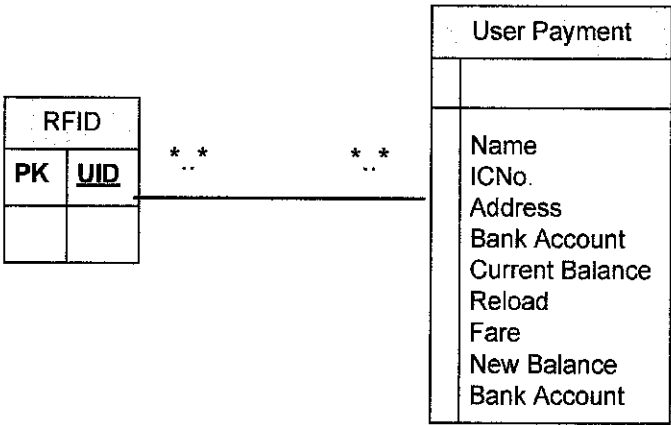 User Payment
RFID
PK UID
*..* *..*
Name
ICNo.
Address
Bank Account
Current Balance
Reload
Fare
New Balance
Bank Account